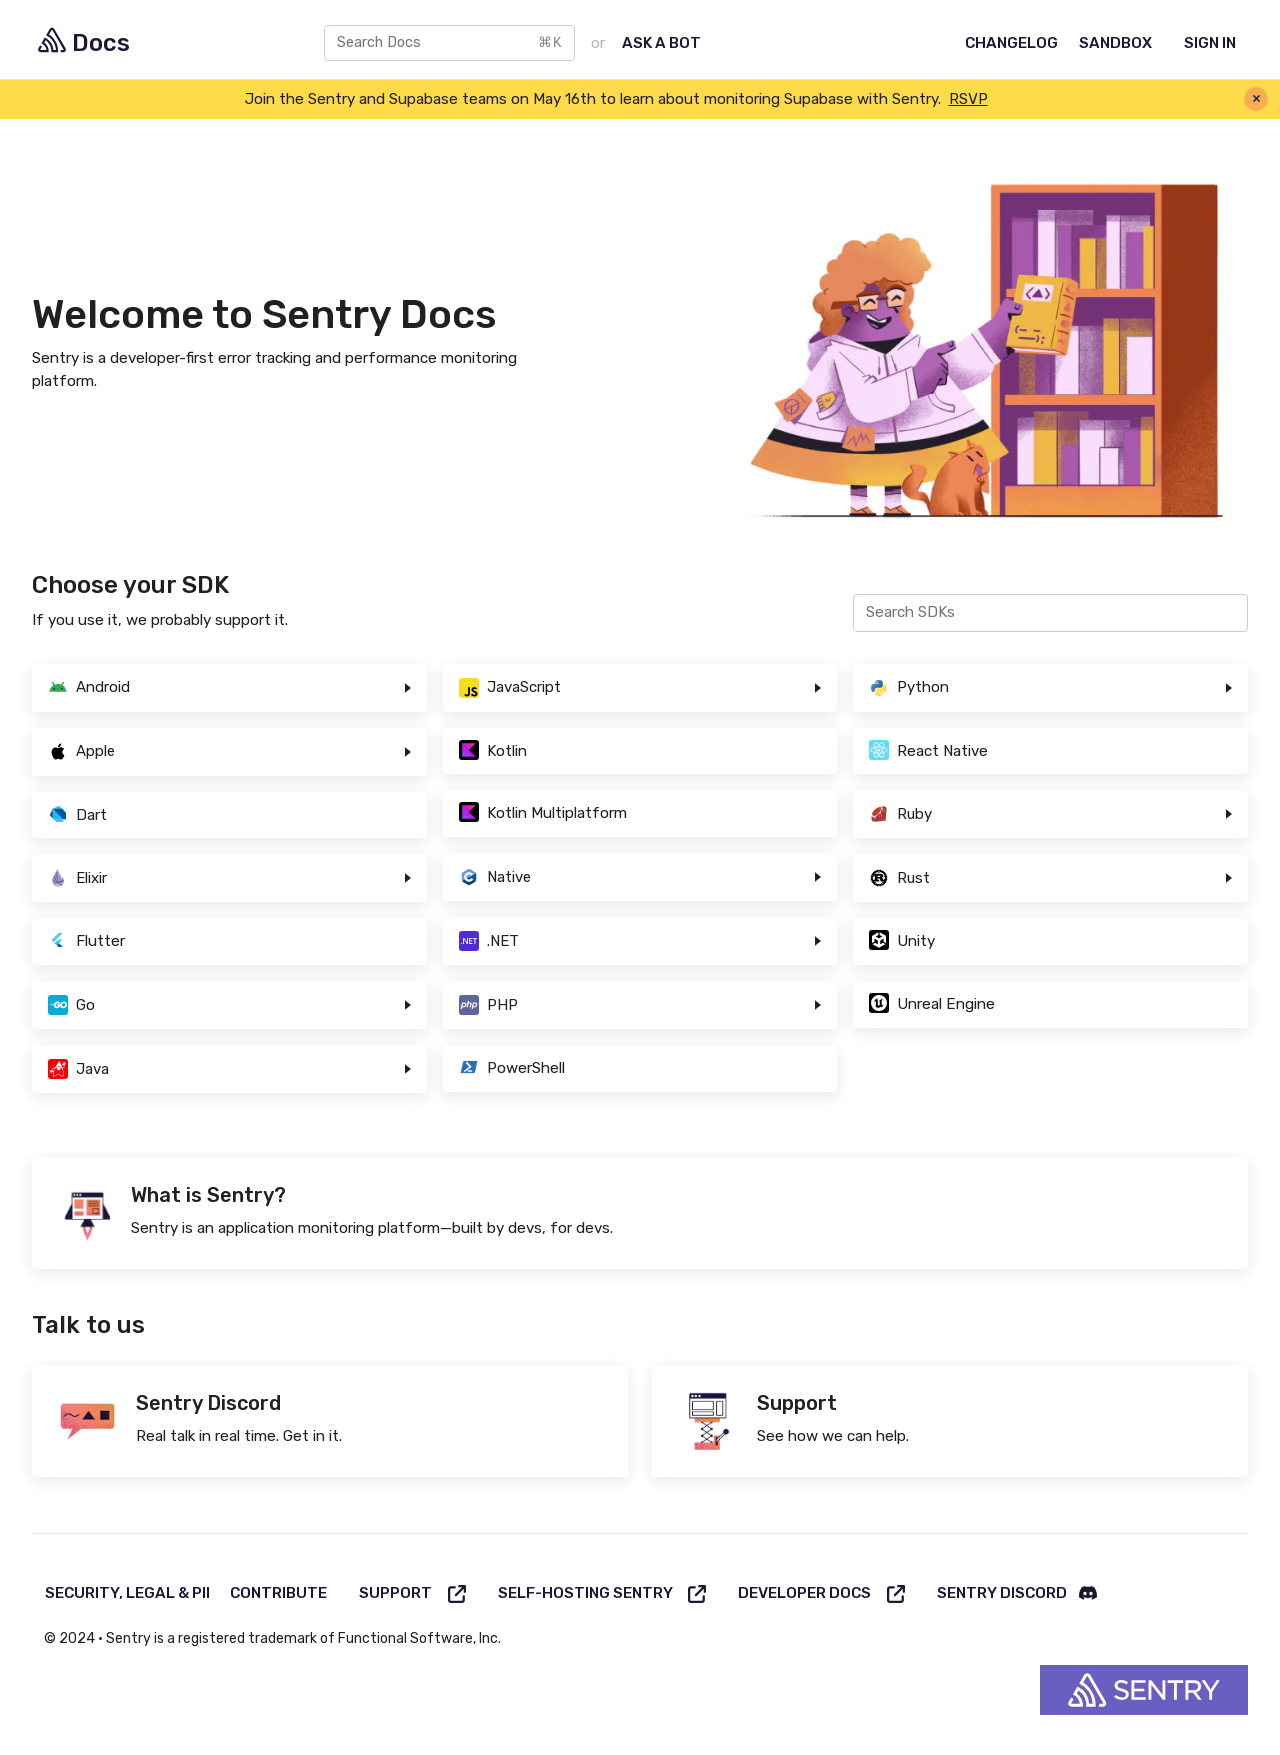 Docs
Search Docs ⌘K
or
ASK A BOT
CHANGELOG
SANDBOX
SIGN IN
Join the Sentry and Supabase teams on May 16th to learn about monitoring Supabase with Sentry. RSVP
×
Welcome to Sentry Docs
Sentry is a developer-first error tracking and performance monitoring
platform.
Choose your SDK
If you use it, we probably support it.
Search SDKs
Android
Apple
Dart
Elixir
Flutter
GO Go
Java
JS JavaScript
Kotlin
Kotlin Multiplatform
C Native
.NET .NET
php PHP
PowerShell
Python
React Native
Ruby
R Rust
Unity
Unreal Engine
What is Sentry?
Sentry is an application monitoring platform—built by devs, for devs.
Talk to us
Sentry Discord
Real talk in real time. Get in it.
Support
See how we can help.
SECURITY, LEGAL & PII
CONTRIBUTE
SUPPORT
SELF-HOSTING SENTRY
DEVELOPER DOCS
SENTRY DISCORD
© 2024 • Sentry is a registered trademark of Functional Software, Inc.
SENTRY